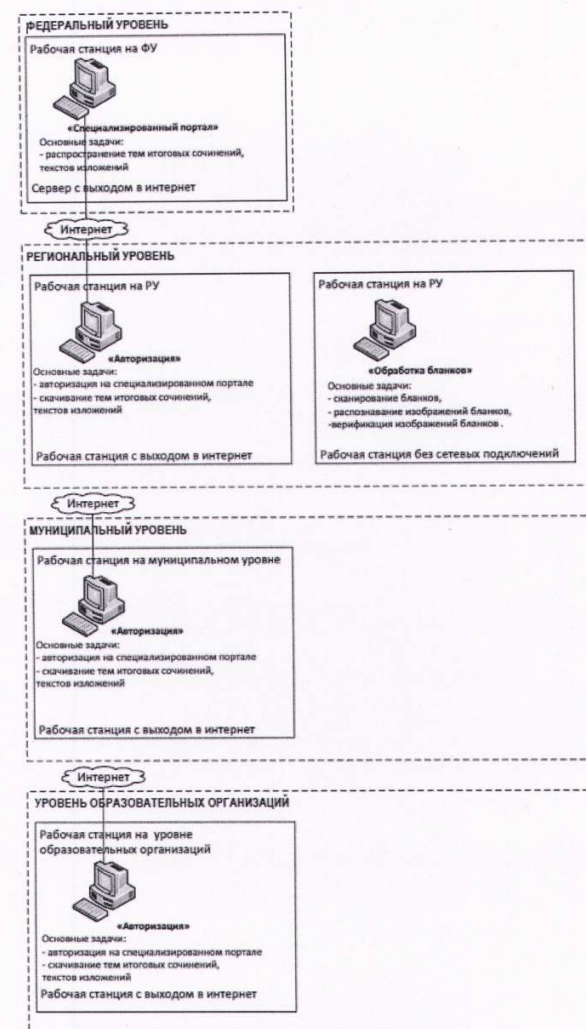 ФЕДЕРАЛЬНЫЙ УРОВЕНЬ
Рабочая станция на ФУ
«Специализированный портал»
Основные задачи:
- распространение тем итоговых сочинений,
текстов изложений
Сервер с выходом в интернет
Интернет
РЕГИОНАЛЬНЫЙ УРОВЕНЬ
Рабочая станция на РУ
«Авторизация»
Основные задачи:
- авторизация на специализированном портале
- скачивание тем итоговых сочинений,
текстов изложений
Рабочая станция с выходом в интернет
Рабочая станция на РУ
«Обработка бланков»
Основные задачи:
- сканирование бланков,
- распознавание изображений бланков,
-верификация изображений бланков .
Рабочая станция без сетевых подключений
Интернет
МУНИЦИПАЛЬНЫЙ УРОВЕНЬ
Рабочая станция на муниципальном уровне
«Авторизация»
Основные задачи:
- авторизация на специализированном портале
- скачивание тем итоговых сочинений,
текстов изложений
Рабочая станция с выходом в интернет
Интернет
УРОВЕНЬ ОБРАЗОВАТЕЛЬНЫХ ОРГАНИЗАЦИЙ
Рабочая станция на уровне
образовательных организаций
«Авторизация»
Основные задачи:
- авторизация на специализированном портале
- скачивание тем итоговых сочинений,
текстов изложений
Рабочая станция с выходом в интернет